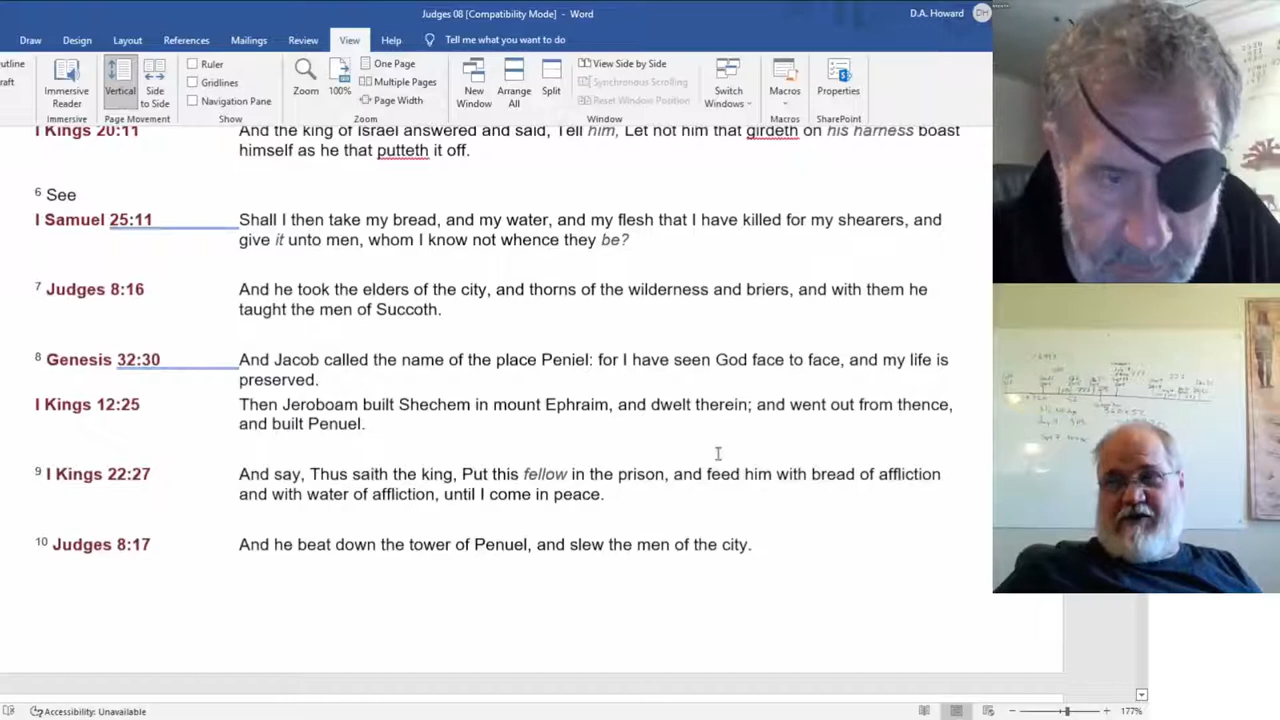 Judges 08 [Compatibility Mode] - Word
D.A. Howard DH
Draw Design Layout References Mailings Review View Help Tell me what you want to do
Ruler
Gridlines
Navigation Pane
Immersive Reader
Vertical
Side to Side
Zoom
100%
One Page
Multiple Pages
Page Width
New Window
Arrange All
Split
View Side by Side
Synchronous Scrolling
Reset Window Position
Switch Windows
Macros
Properties
Immersive Page Movement Show Zoom Window Macros SharePoint
I Kings 20:11 And the king of Israel answered and said, Tell him, Let not him that girdeth on his harness boast
himself as he that putteth it off.
6 See
I Samuel 25:11 Shall I then take my bread, and my water, and my flesh that I have killed for my shearers, and
give it unto men, whom I know not whence they be?
7 Judges 8:16 And he took the elders of the city, and thorns of the wilderness and briers, and with them he
taught the men of Succoth.
8 Genesis 32:30 And Jacob called the name of the place Peniel: for I have seen God face to face, and my life is
preserved.
I Kings 12:25 Then Jeroboam built Shechem in mount Ephraim, and dwelt therein; and went out from thence,
and built Penuel.
9 I Kings 22:27 And say, Thus saith the king, Put this fellow in the prison, and feed him with bread of affliction
and with water of affliction, until I come in peace.
10 Judges 8:17 And he beat down the tower of Penuel, and slew the men of the city.
Accessibility: Unavailable
177%